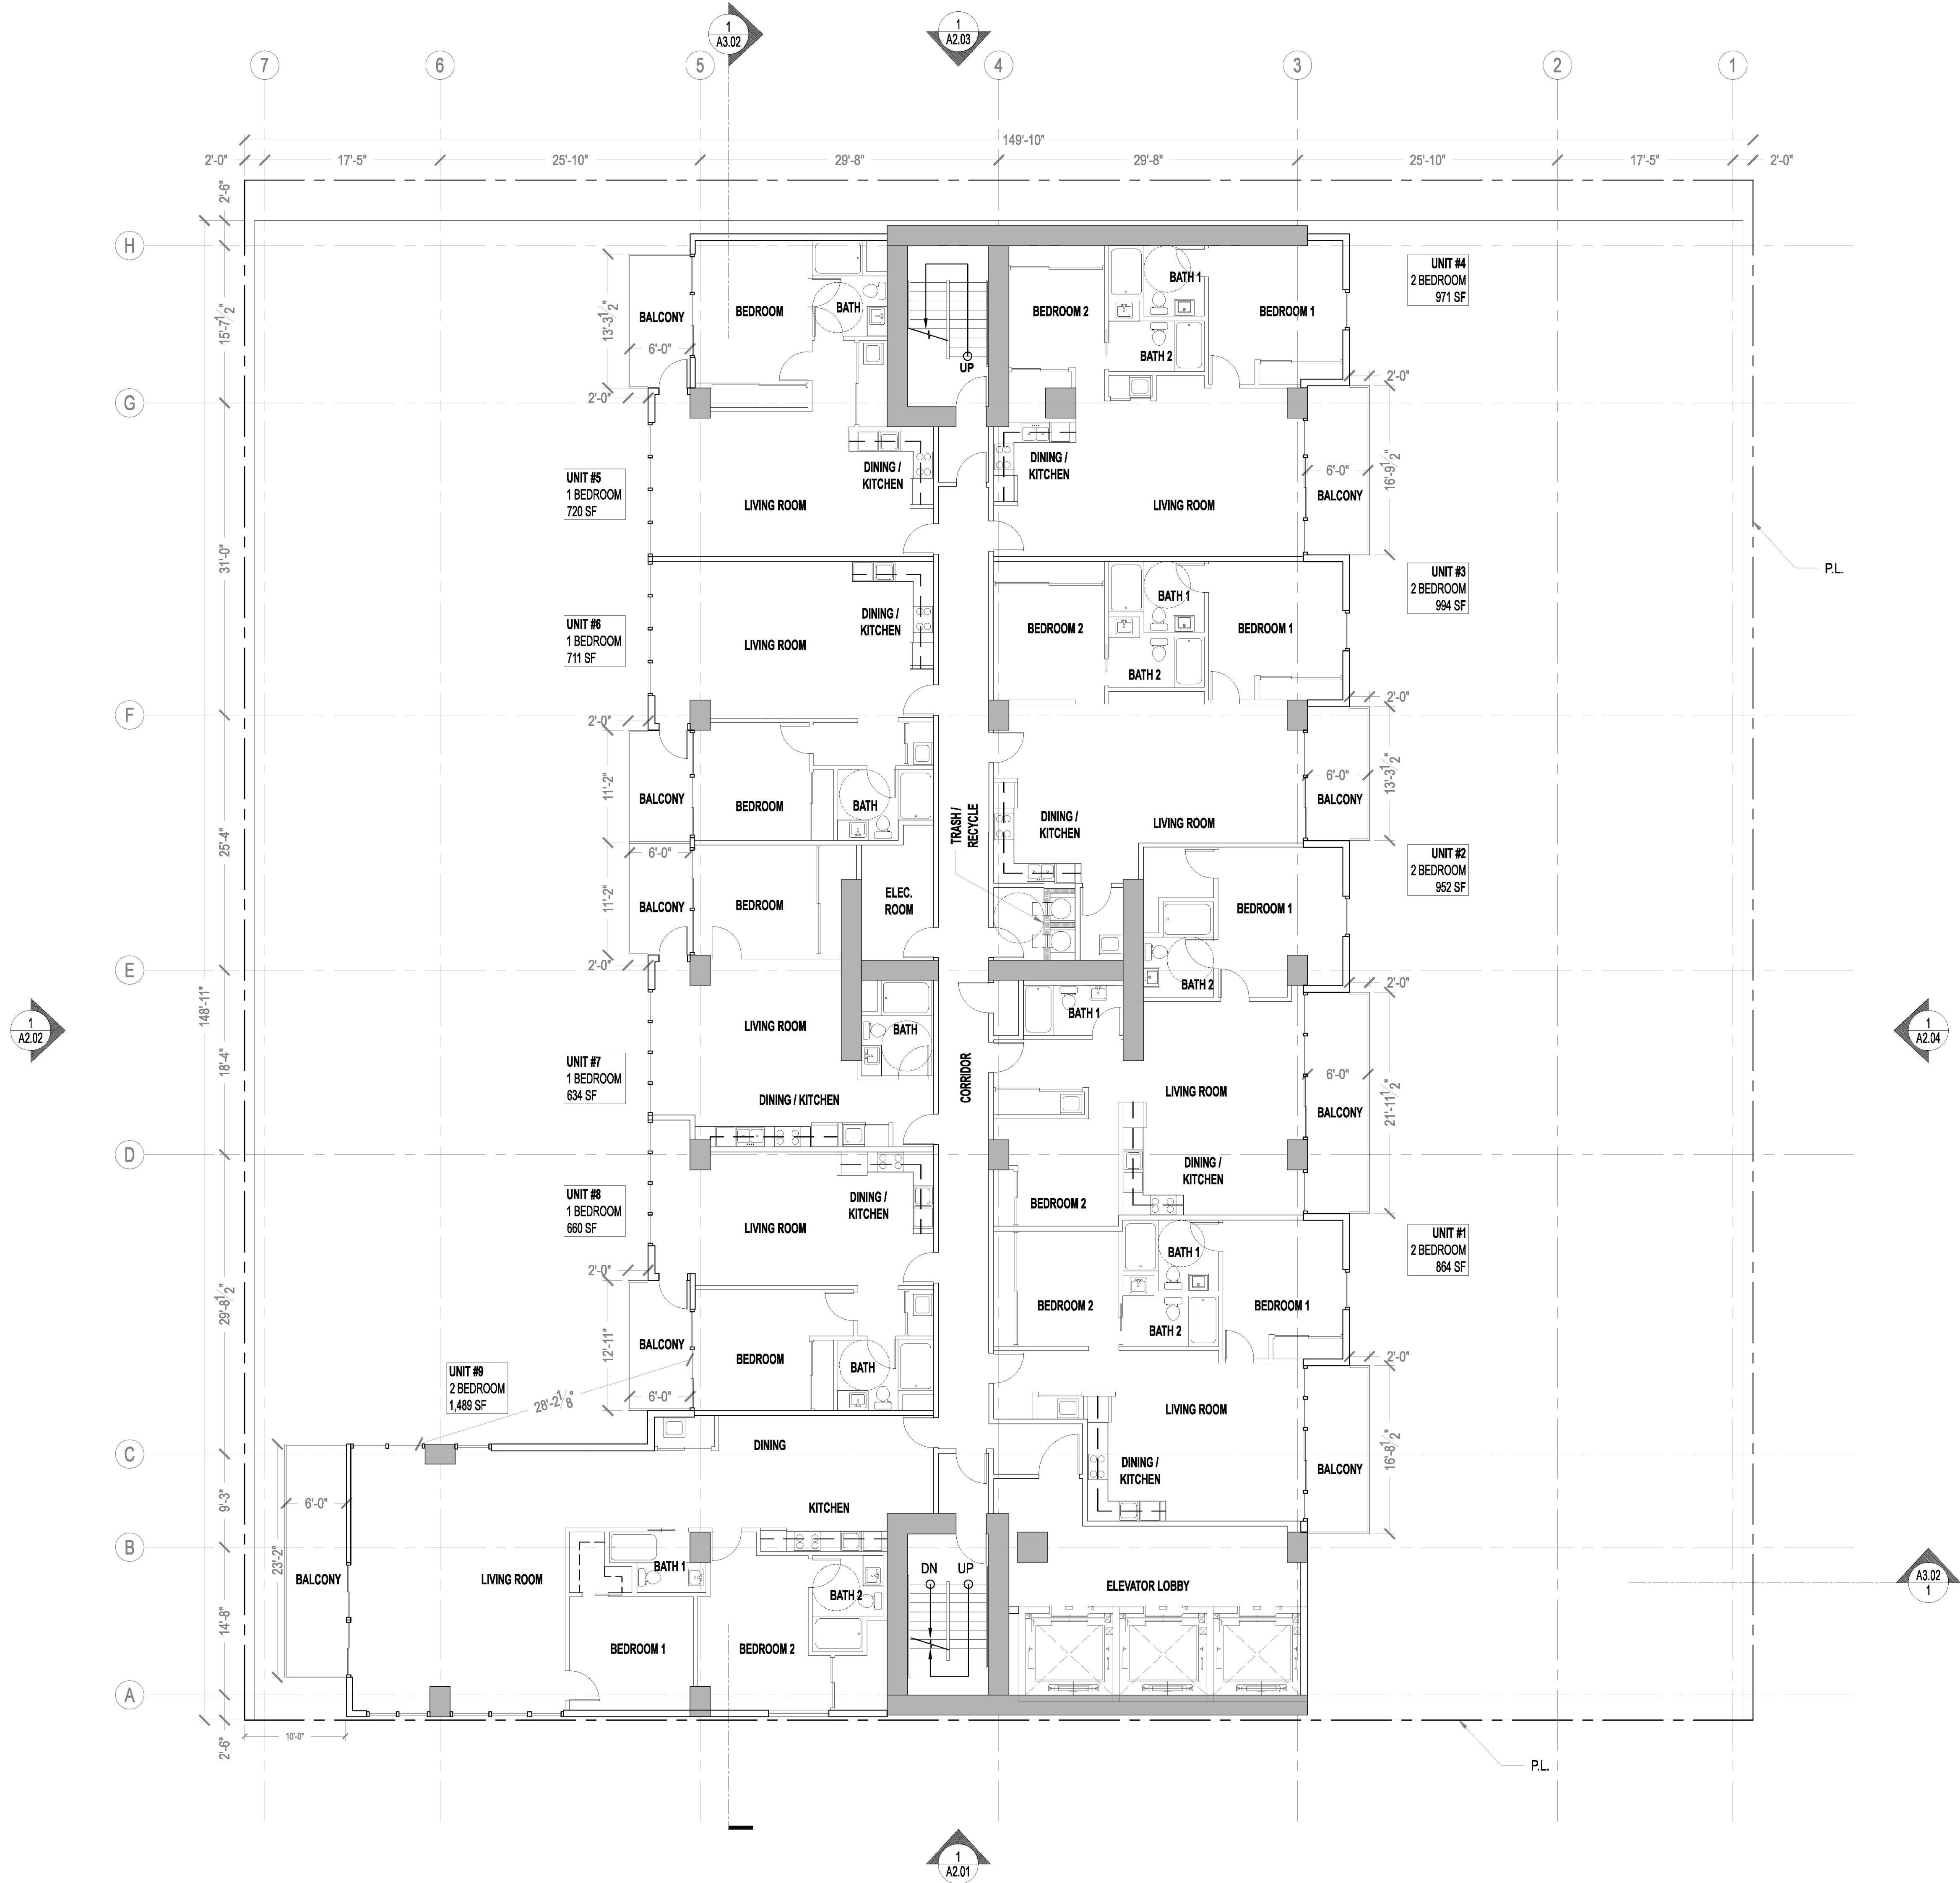 1
A3.02
1
A2.03
7
6
5
4
3
2
1
149'-10"
2'-0"
17'-5"
25'-10"
29'-8"
29'-8"
25'-10"
17'-5"
2'-0"
2'-6"
H
15'-7 1/2"
13'-3 1/2"
BALCONY
6'-0"
BEDROOM
BATH
UP
BEDROOM 2
BATH 1
BATH 2
BEDROOM 1
UNIT #4
2 BEDROOM
971 SF
2'-0"
G
2'-0"
UNIT #5
1 BEDROOM
720 SF
LIVING ROOM
DINING /
KITCHEN
DINING /
KITCHEN
LIVING ROOM
6'-0"
BALCONY
16'-9 1/2"
31'-0"
P.L.
UNIT #6
1 BEDROOM
711 SF
LIVING ROOM
DINING /
KITCHEN
BEDROOM 2
BATH 1
BATH 2
BEDROOM 1
UNIT #3
2 BEDROOM
994 SF
2'-0"
F
2'-0"
11'-2"
BALCONY
BEDROOM
BATH
TRASH /
RECYCLE
DINING /
KITCHEN
LIVING ROOM
6'-0"
BALCONY
13'-3 1/2"
25'-4"
6'-0"
11'-2"
BALCONY
BEDROOM
ELEC.
ROOM
BEDROOM 1
BATH 2
UNIT #2
2 BEDROOM
952 SF
E
2'-0"
2'-0"
148'-11"
1
A2.02
1
A2.04
18'-4"
UNIT #7
1 BEDROOM
634 SF
LIVING ROOM
BATH
DINING / KITCHEN
CORRIDOR
BATH 1
LIVING ROOM
6'-0"
BALCONY
21'-11 1/2"
D
UNIT #8
1 BEDROOM
660 SF
LIVING ROOM
DINING /
KITCHEN
BEDROOM 2
DINING /
KITCHEN
UNIT #1
2 BEDROOM
864 SF
29'-8 1/2"
2'-0"
12'-11"
BALCONY
6'-0"
BEDROOM
BATH
BEDROOM 2
BATH 1
BATH 2
BEDROOM 1
2'-0"
UNIT #9
2 BEDROOM
1,489 SF
28'-2 1/8"
LIVING ROOM
DINING /
KITCHEN
BALCONY
16'-8 1/2"
C
DINING
KITCHEN
9'-3"
6'-0"
23'-2"
BALCONY
B
LIVING ROOM
BATH 1
BATH 2
BEDROOM 1
BEDROOM 2
DN
UP
ELEVATOR LOBBY
A3.02
1
14'-8"
A
2'-6"
10'-0"
P.L.
1
A2.01